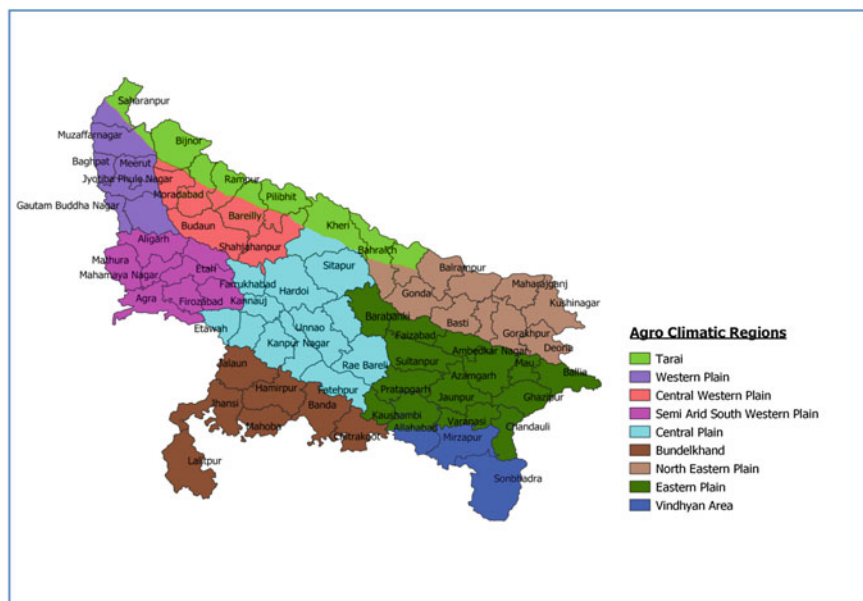 Saharanpur
Muzaffarnagar
Bijnor
Baghpat
Meerut
Jyotiba Phule Nagar
Rampur
Moradabad
Pilibhit
Gautam Buddha Nagar
Bareilly
Budaun
Kheri
Aligarh
Shahjahanpur
Bahraich
Mathura
Sitapur
Balrampur
Mahamaya Nagar
Etah
Maharajganj
Farrukhabad
Hardoi
Gonda
Agra
Firozabad
Kannauj
Kushinagar
Barabanki
Basti
Etawah
Unnao
Faizabad
Gorakhpur
Kanpur Nagar
Ambedkar Nagar
Deoria
Jalaun
Rae Bareli
Sultanpur
Mau
Ballia
Hamirpur
Fatehpur
Pratapgarh
Azamgarh
Jhansi
Banda
Jaunpur
Ghazipur
Mahoba
Kaushambi
Chitrakoot
Allahabad
Varanasi
Chandauli
Mirzapur
Lalitpur
Sonbhadra
Agro Climatic Regions
Tarai
Western Plain
Central Western Plain
Semi Arid South Western Plain
Central Plain
Bundelkhand
North Eastern Plain
Eastern Plain
Vindhyan Area